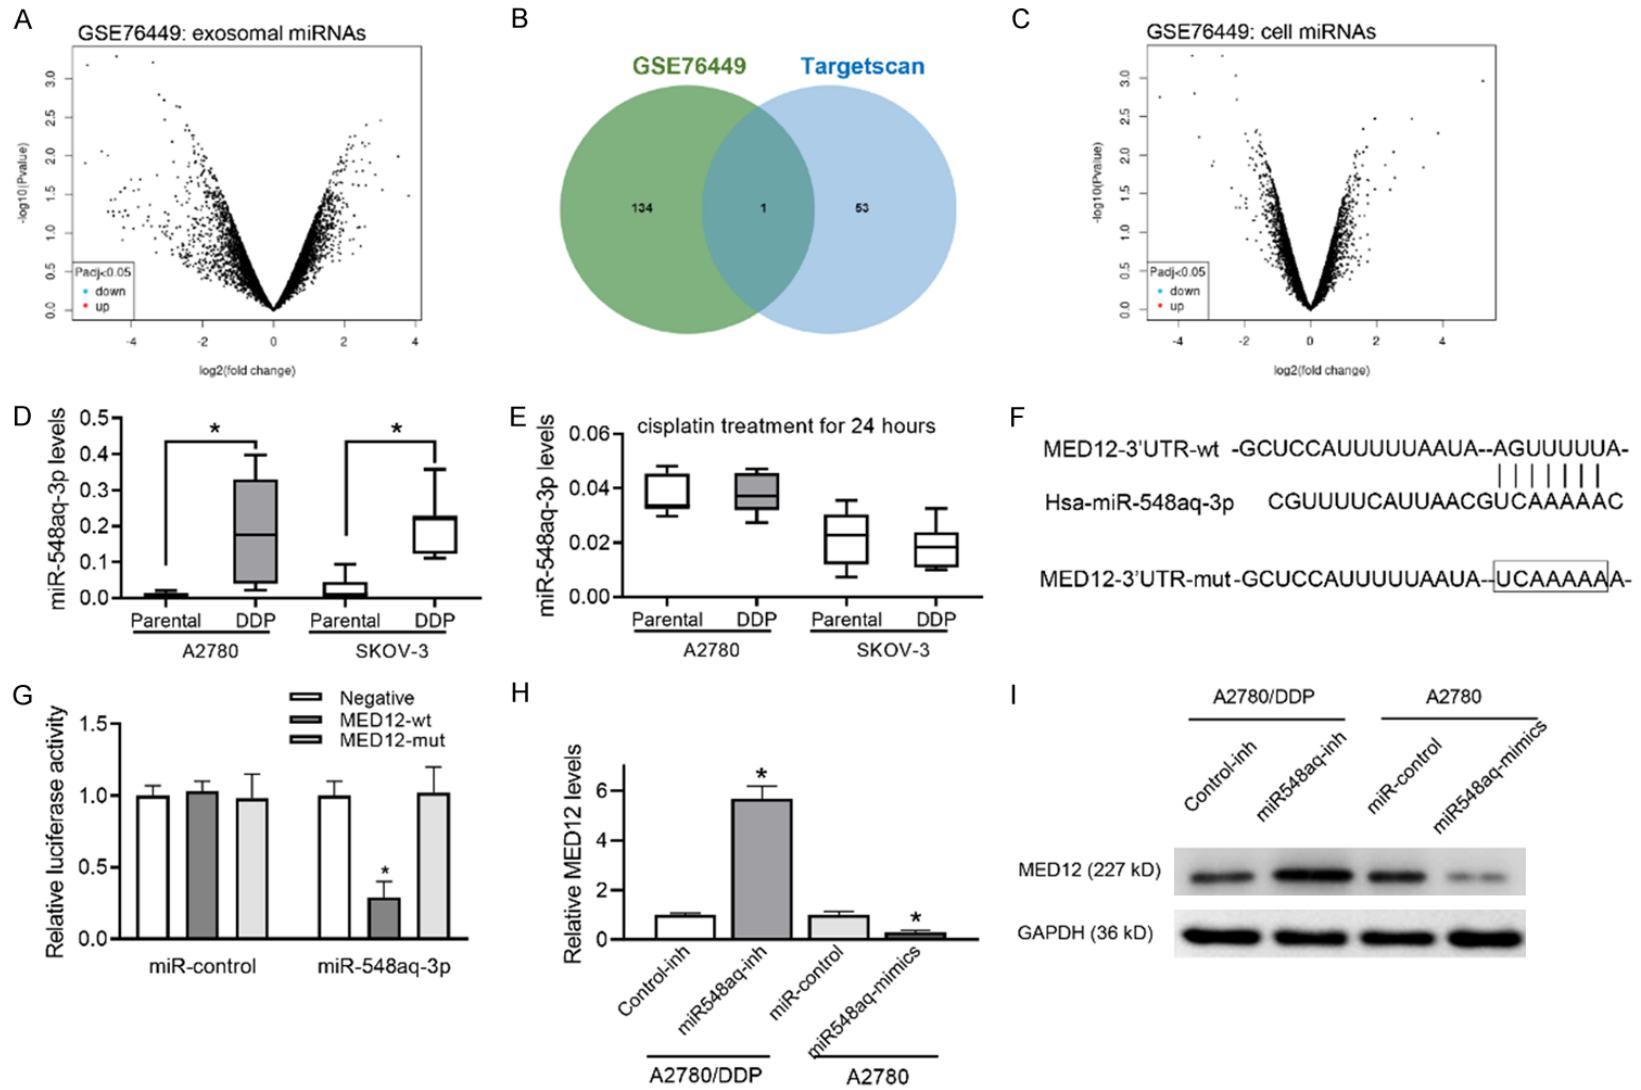 A
GSE76449: exosomal miRNAs
-log10(Pvalue)
3.0
2.5
2.0
1.5
1.0
0.5
0.0
Padj<0.05
down
up
-4 -2 0 2 4
log2(fold change)
B
GSE76449 Targetscan
134 1 53
C
GSE76449: cell miRNAs
-log10(Pvalue)
3.0
2.5
2.0
1.5
1.0
0.5
0.0
Padj<0.05
down
up
-4 -2 0 2 4
log2(fold change)
D
miR-548aq-3p levels
0.5
0.4
0.3
0.2
0.1
0.0
* *
Parental DDP Parental DDP
A2780 SKOV-3
E
cisplatin treatment for 24 hours
miR-548aq-3p levels
0.06
0.04
0.02
0.00
Parental DDP Parental DDP
A2780 SKOV-3
F
MED12-3'UTR-wt -GCUCCAUUUUUAAUA--AGUUUUUA-
Hsa-miR-548aq-3p CGUUUUCAUUAACGUCAAAAAC
MED12-3'UTR-mut-GCUCCAUUUUUAAUA--UCAAAAAA-
G
Negative
MED12-wt
MED12-mut
Relative luciferase activity
1.5
1.0
0.5
0.0
*
miR-control miR-548aq-3p
H
Relative MED12 levels
6
4
2
0
* *
Control-inh miR548aq-inh miR-control miR548aq-mimics
A2780/DDP A2780
I
A2780/DDP A2780
Control-inh miR548aq-inh miR-control miR548aq-mimics
MED12 (227 kD)
GAPDH (36 kD)